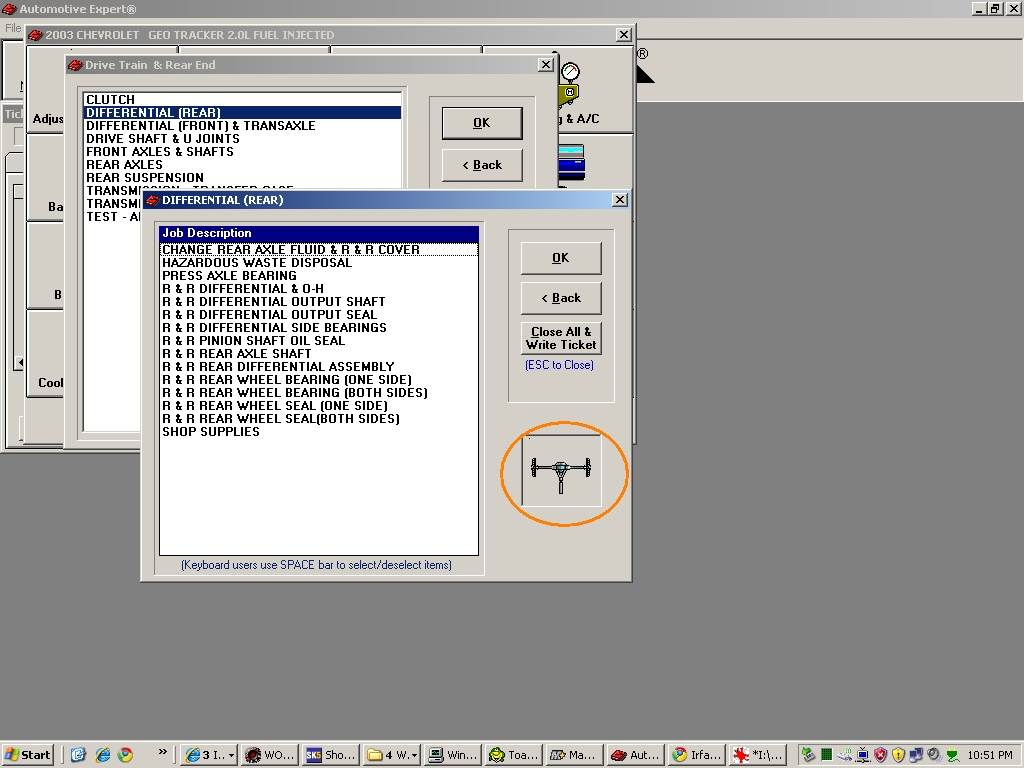 Automotive Expert®
File
2003 CHEVROLET GEO TRACKER 2.0L FUEL INJECTED
®
Drive Train & Rear End
Adjus
& A/C
CLUTCH
DIFFERENTIAL (REAR)
DIFFERENTIAL (FRONT) & TRANSAXLE
DRIVE SHAFT & U JOINTS
FRONT AXLES & SHAFTS
REAR AXLES
REAR SUSPENSION
TRANSMISSION - TRANSFER CASE
TRANSM
TEST - A
OK
< Back
Tic
Ba
B
Cool
DIFFERENTIAL (REAR)
Job Description
CHANGE REAR AXLE FLUID & R & R COVER
HAZARDOUS WASTE DISPOSAL
PRESS AXLE BEARING
R & R DIFFERENTIAL & O-H
R & R DIFFERENTIAL OUTPUT SHAFT
R & R DIFFERENTIAL OUTPUT SEAL
R & R DIFFERENTIAL SIDE BEARINGS
R & R PINION SHAFT OIL SEAL
R & R REAR AXLE SHAFT
R & R REAR DIFFERENTIAL ASSEMBLY
R & R REAR WHEEL BEARING (ONE SIDE)
R & R REAR WHEEL BEARING (BOTH SIDES)
R & R REAR WHEEL SEAL (ONE SIDE)
R & R REAR WHEEL SEAL(BOTH SIDES)
SHOP SUPPLIES
OK
< Back
Close All &
Write Ticket
(ESC to Close)
(Keyboard users use SPACE bar to select/deselect items)
Start
»
3 I...
WO...
SKS
Sho...
4 W...
Win...
Toa...
Ma...
Aut...
Irfa...
*I:\...
10:51 PM